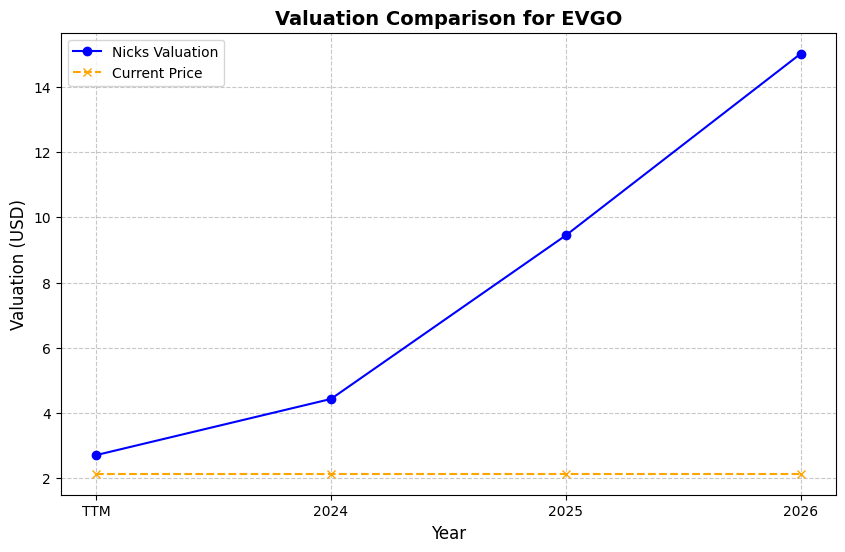 Valuation Comparison for EVGO
Nicks Valuation
Current Price
Valuation (USD)
14
12
10
8
6
4
2
TTM 2024 2025 2026
Year